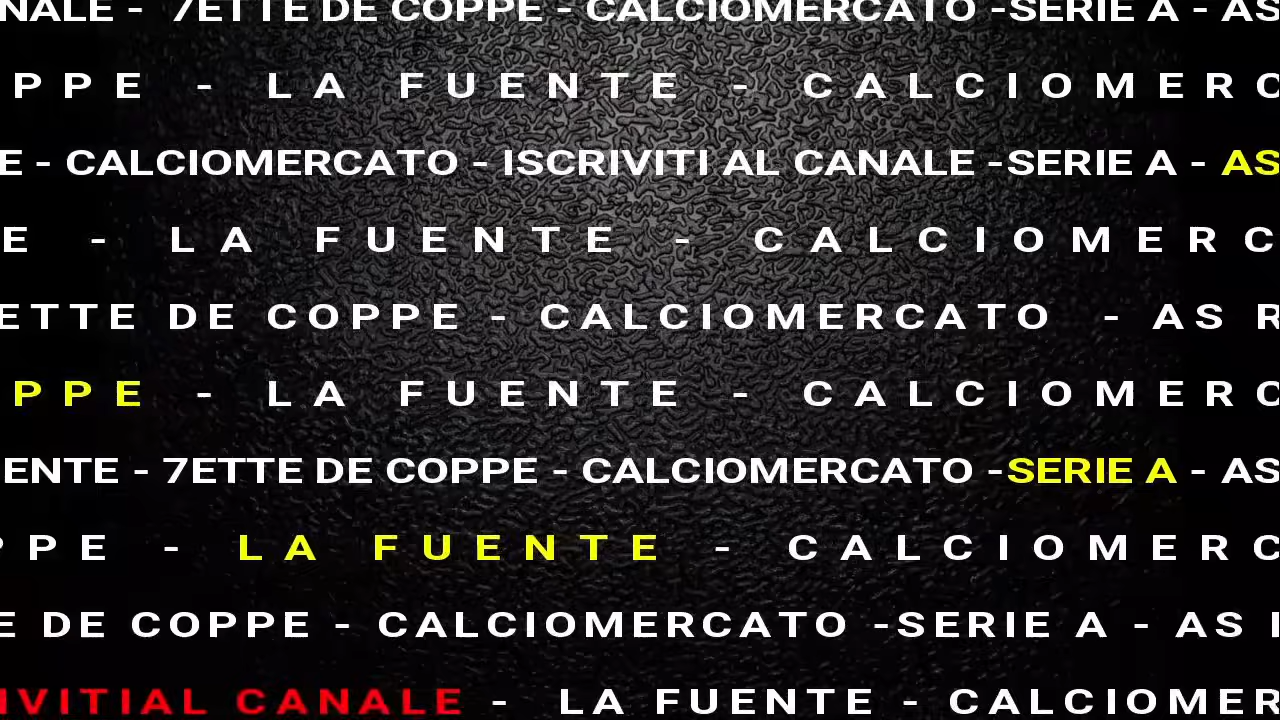 NALE - 7ETTE DE COPPE - CALCIOMERCATO -SERIE A - AS
PPE - LA FUENTE - CALCIOMERC
E - CALCIOMERCATO - ISCRIVITI AL CANALE -SERIE A - AS
E - LA FUENTE - CALCIOMERC
ETTE DE COPPE - CALCIOMERCATO - AS R
PPE - LA FUENTE - CALCIOMERC
ENTE - 7ETTE DE COPPE - CALCIOMERCATO -SERIE A - AS
PPE - LA FUENTE - CALCIOMERC
E DE COPPE - CALCIOMERCATO -SERIE A - AS
IVITIAL CANALE - LA FUENTE - CALCIOMER